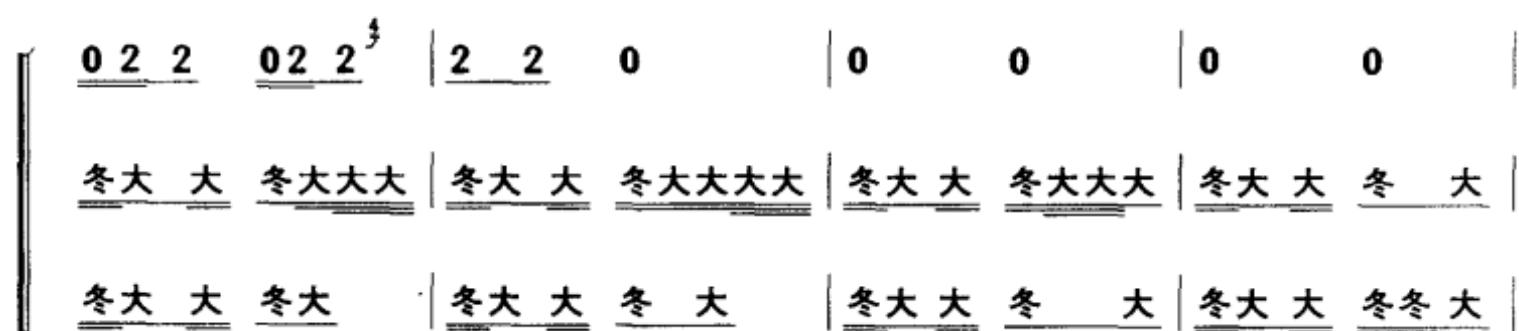 0 2 2 02 2 4 | 2 2 0 | 0 0 | 0 0 |
冬大 大 冬大大大 | 冬大 大 冬大大大大 | 冬大 大 冬大大大 | 冬大 大 冬 大 |
冬大 大 冬大 | 冬大 大 冬 大 | 冬大 大 冬 大 | 冬大 大 冬冬 大 |